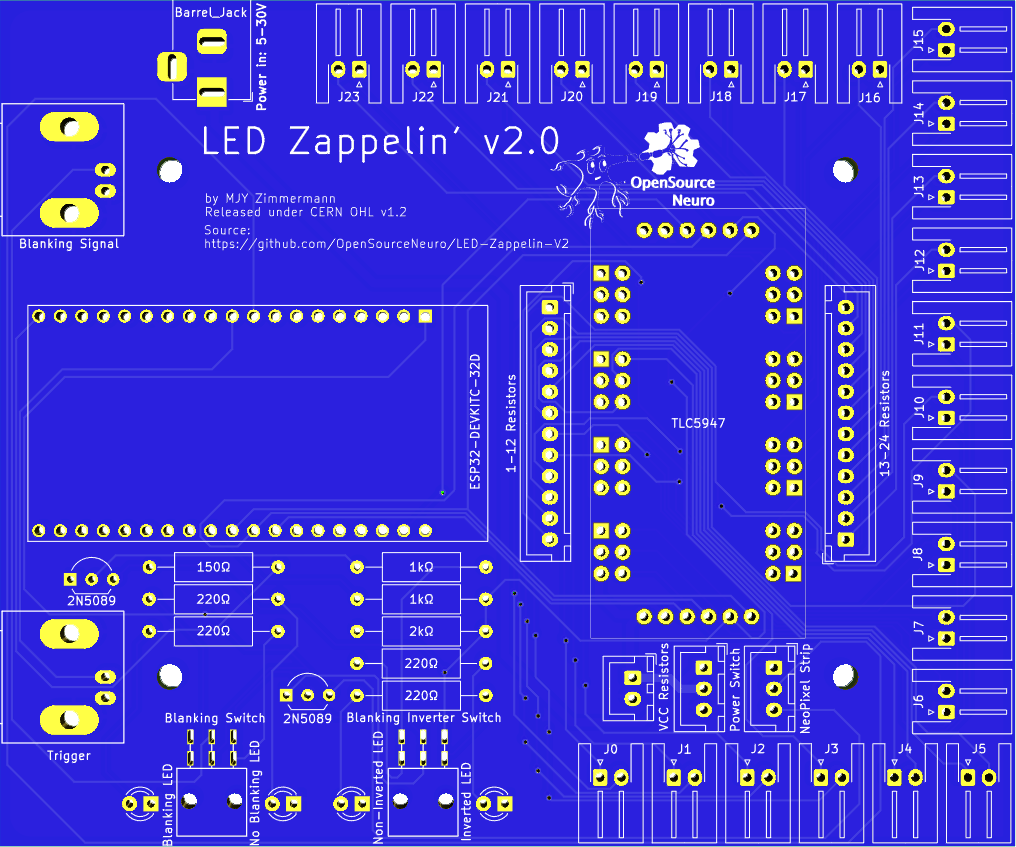 Barrel_Jack
Power in: 5-30V
J23
J22
J21
J20
J19
J18
J17
J16
J15
J14
J13
J12
J11
J10
J9
J8
J7
J6
LED Zappelin' v2.0
OpenSource
Neuro
by MJY Zimmermann
Released under CERN OHL v1.2
Source:
https://github.com/OpenSourceNeuro/LED-Zappelin-V2
Blanking Signal
ESP32-DEVKITC-32D
1-12 Resistors
TLC5947
13-24 Resistors
2N5089
150Ω
220Ω
220Ω
1kΩ
1kΩ
2kΩ
220Ω
220Ω
2N5089
Trigger
Blanking Switch
Blanking Inverter Switch
Blanking LED
No Blanking LED
Non-Inverted LED
Inverted LED
VCC Resistors
Power Switch
NeoPixel Strip
J0
J1
J2
J3
J4
J5